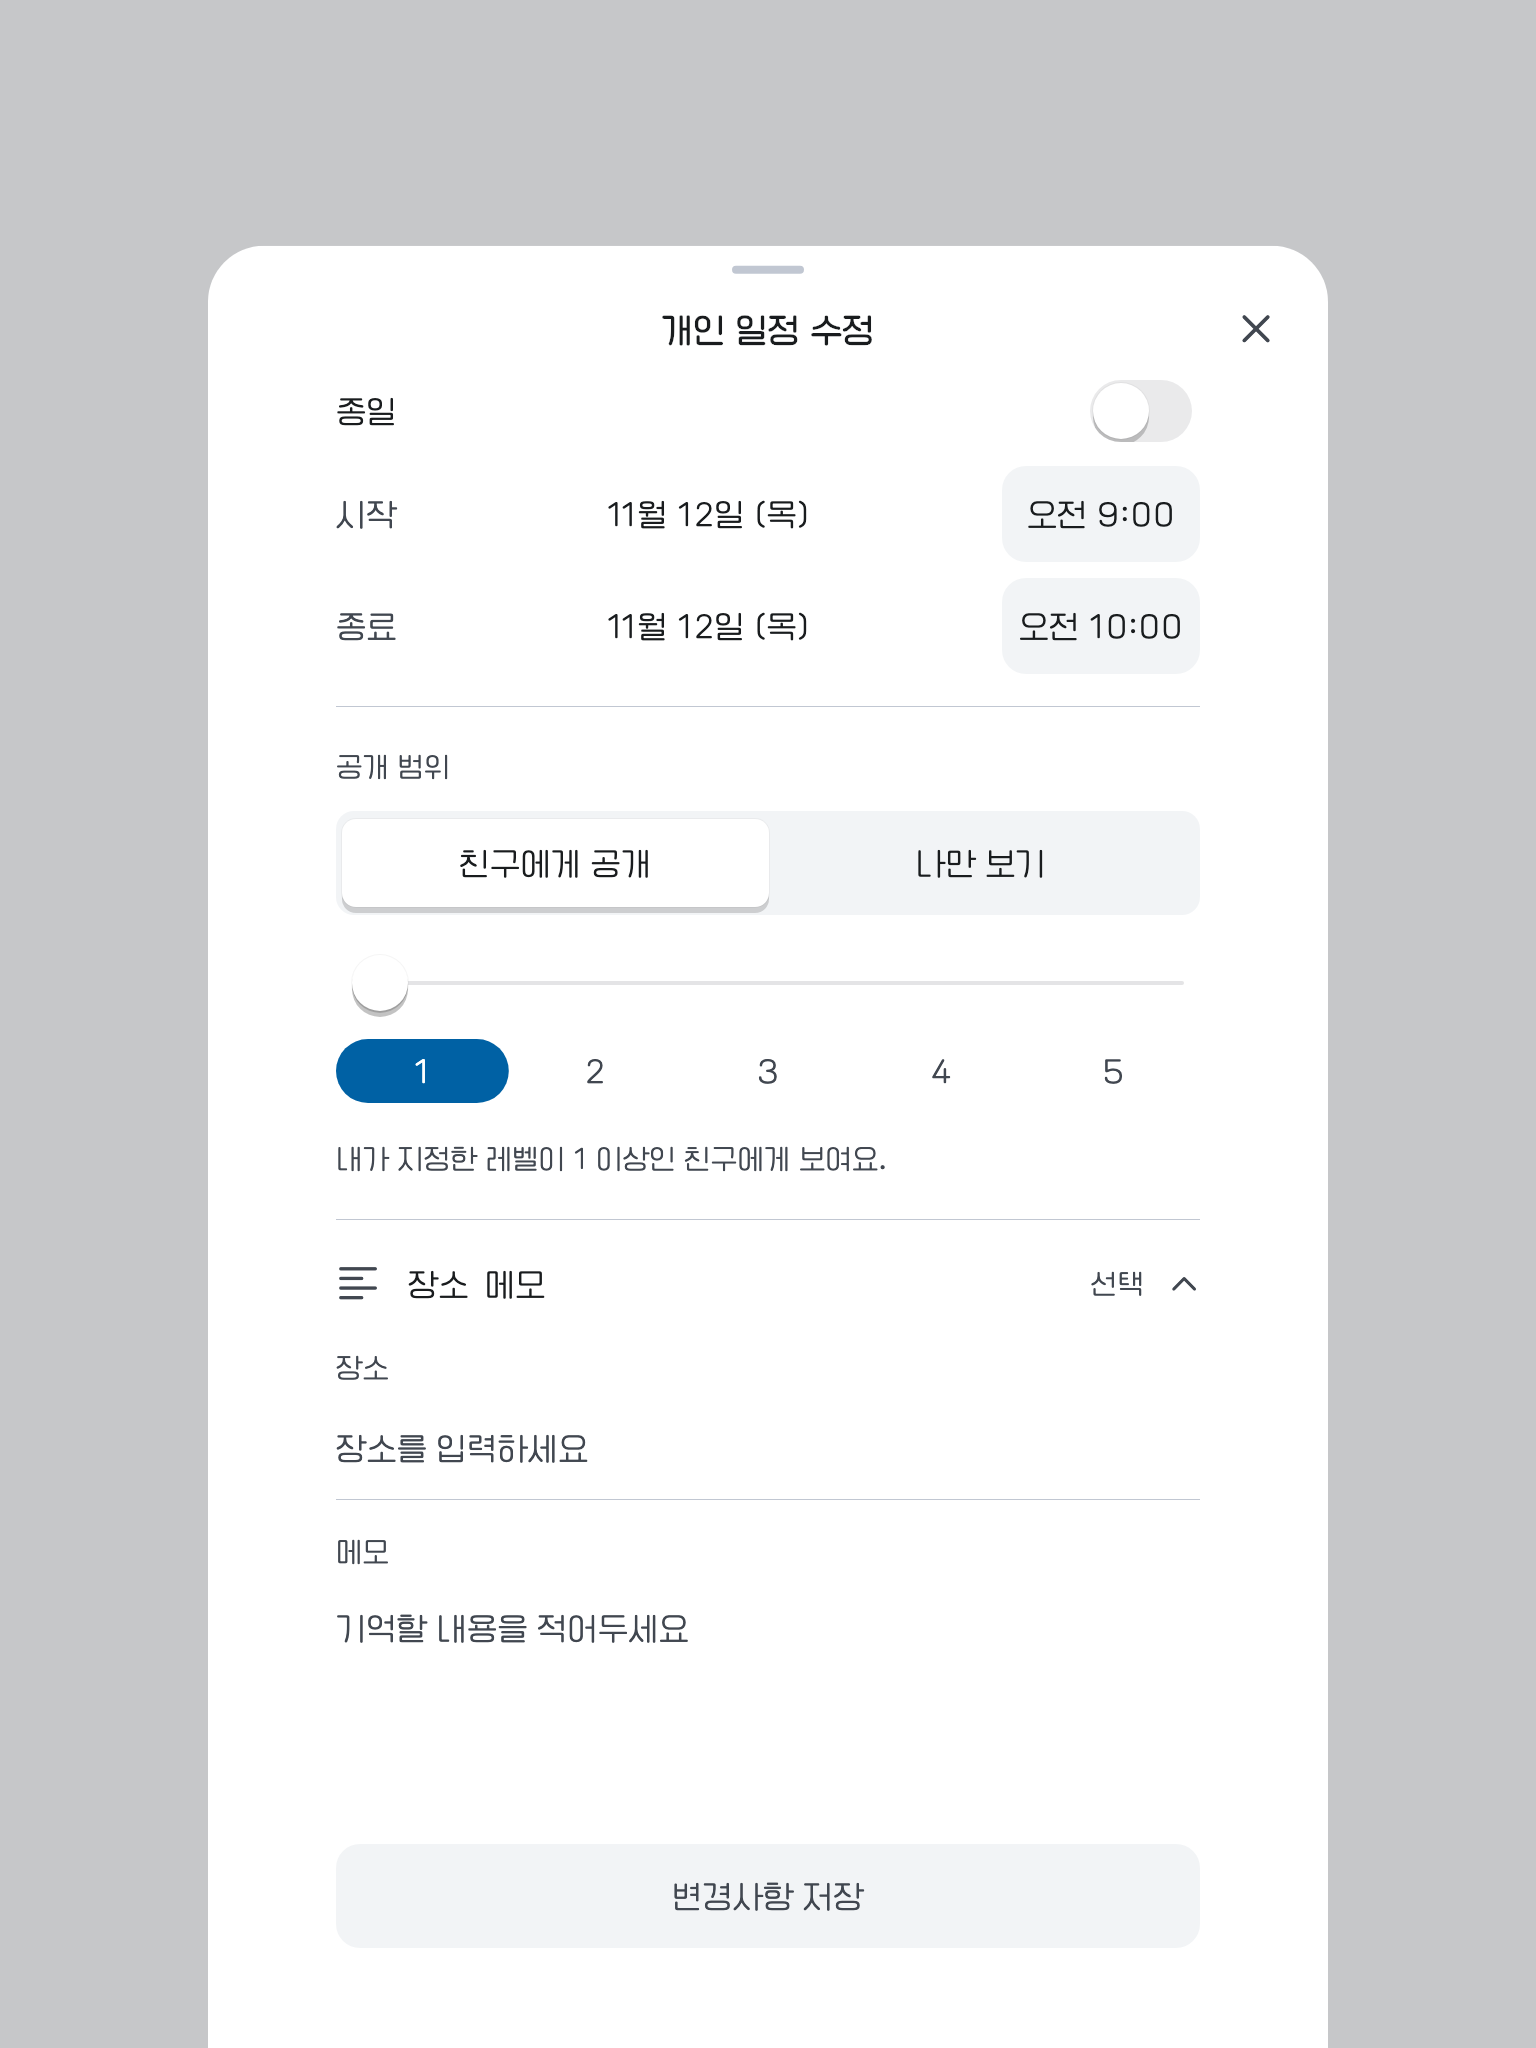 개인 일정 수정
종일
시작 11월 12일 (목) 오전 9:00
종료 11월 12일 (목) 오전 10:00
공개 범위
친구에게 공개 나만 보기
1 2 3 4 5
내가 지정한 레벨이 1 이상인 친구에게 보여요.
장소 메모 선택
장소
장소를 입력하세요
메모
기억할 내용을 적어두세요
변경사항 저장